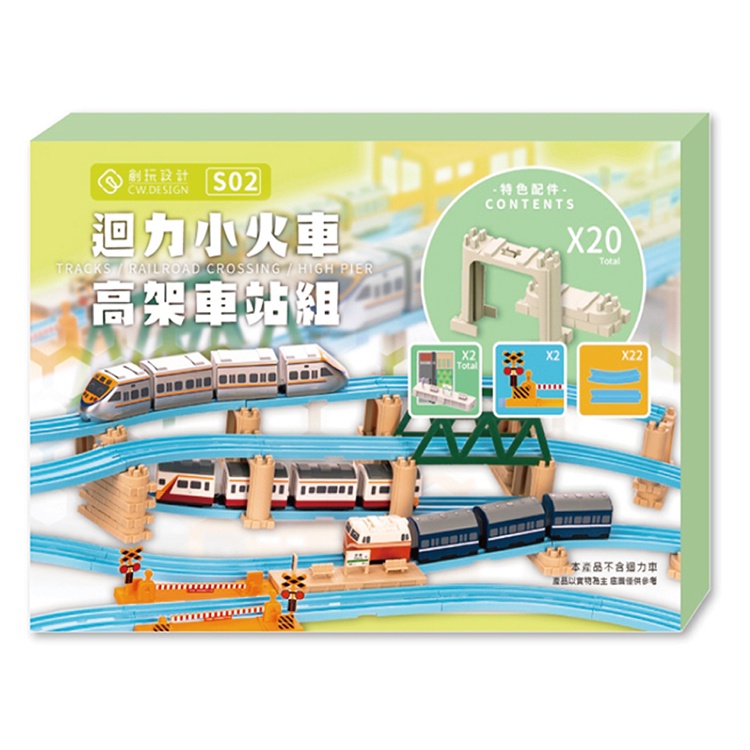 創玩設計
CW.DESIGN
S02
迴力小火車
TRACKS / RAILROAD CROSSING / HIGH PIER
高架車站組
-特色配件-
CONTENTS
X20
Total
X2
Total
X2
X22
本產品不含迴力車
產品以實物為主 底圖僅供參考